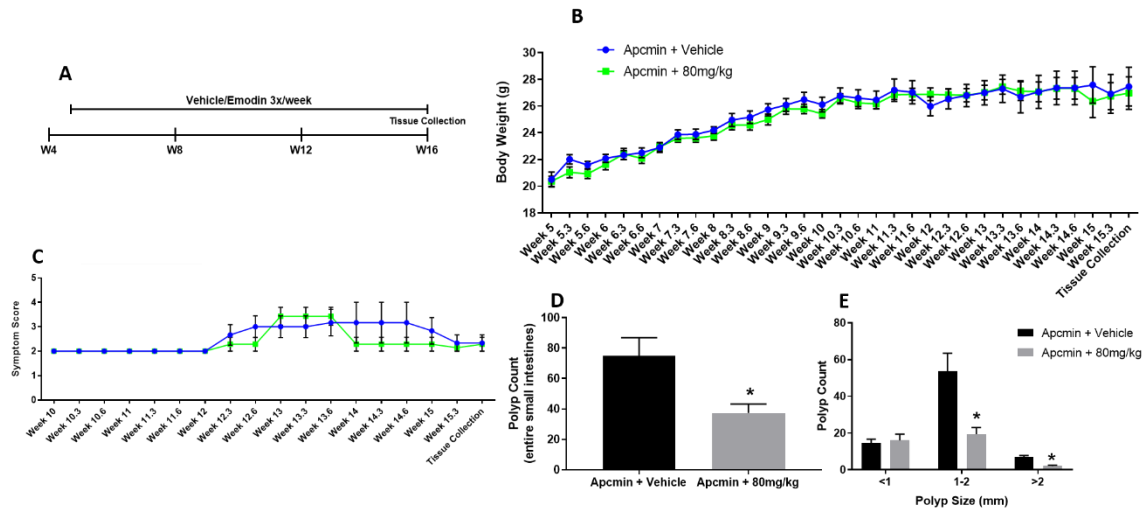 A
Vehicle/Emodin 3x/week
Tissue Collection
W4
W8
W12
W16
B
Apcmin + Vehicle
Apcmin + 80mg/kg
Body Weight (g)
30
28
26
24
22
20
18
Week 5
Week 5.3
Week 5.6
Week 6
Week 6.3
Week 6.6
Week 7
Week 7.3
Week 7.6
Week 8
Week 8.3
Week 8.6
Week 9
Week 9.3
Week 9.6
Week 10
Week 10.3
Week 10.6
Week 11
Week 11.3
Week 11.6
Week 12
Week 12.3
Week 12.6
Week 13
Week 13.3
Week 13.6
Week 14
Week 14.3
Week 14.6
Week 15
Week 15.3
Tissue Collection
C
Symptom Score
5
4
3
2
1
0
Week 10
Week 10.3
Week 10.6
Week 11
Week 11.3
Week 11.6
Week 12
Week 12.3
Week 12.6
Week 13
Week 13.3
Week 13.6
Week 14
Week 14.3
Week 14.6
Week 15
Week 15.3
Tissue Collection
D
Polyp Count
(entire small intestines)
100
80
60
40
20
0
*
Apcmin + Vehicle
Apcmin + 80mg/kg
E
Apcmin + Vehicle
Apcmin + 80mg/kg
Polyp Count
80
60
40
20
0
*
*
<1
1-2
>2
Polyp Size (mm)